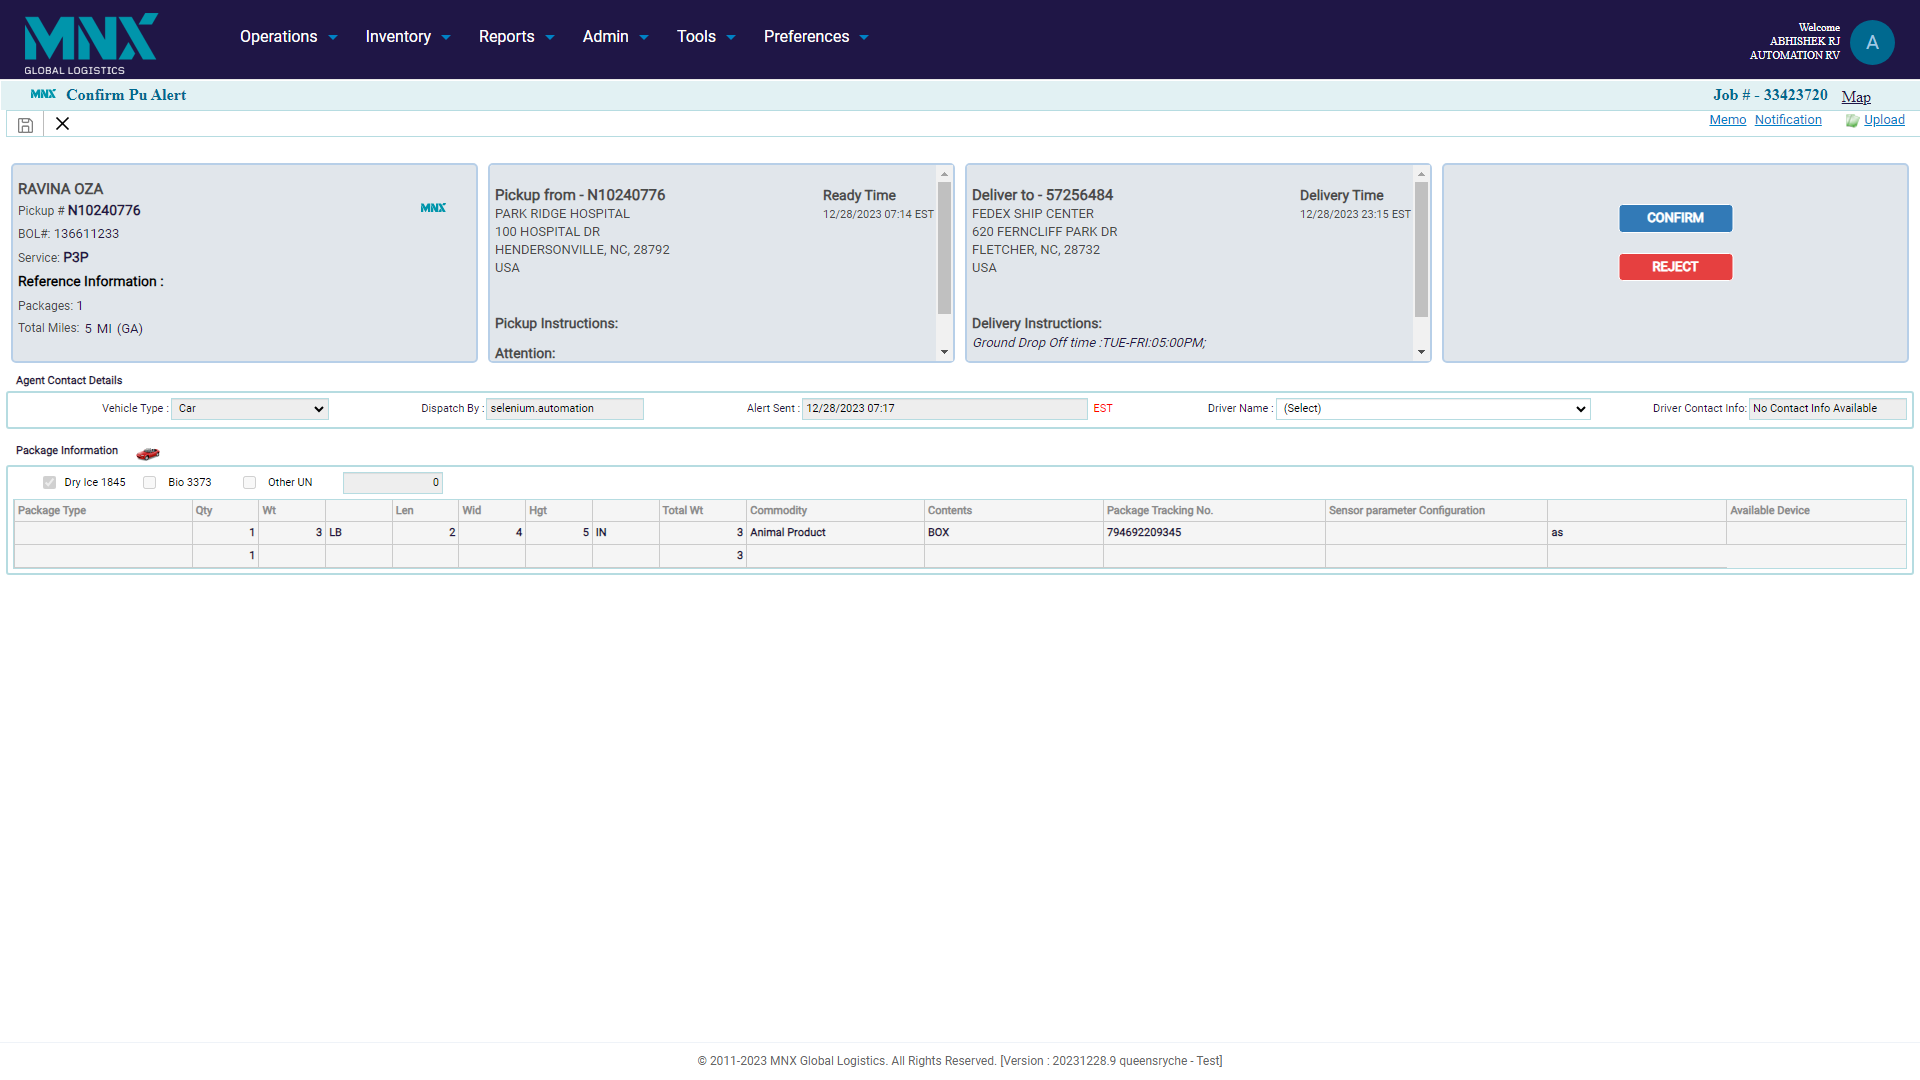 MNX
GLOBAL LOGISTICS
Operations
Inventory
Reports
Admin
Tools
Preferences
Welcome
ABHISHEK RJ
AUTOMATION RV
A
MNX Confirm Pu Alert
Job # - 33423720 Map
Memo Notification Upload
RAVINA OZA
Pickup # N10240776
MNX
BOL#: 136611233
Service: P3P
Reference Information :
Packages: 1
Total Miles: 5 MI (GA)
Pickup from - N10240776
PARK RIDGE HOSPITAL
100 HOSPITAL DR
HENDERSONVILLE, NC, 28792
USA
Ready Time
12/28/2023 07:14 EST
Pickup Instructions:
Attention:
Deliver to - 57256484
FEDEX SHIP CENTER
620 FERNCLIFF PARK DR
FLETCHER, NC, 28732
USA
Delivery Time
12/28/2023 23:15 EST
Delivery Instructions:
Ground Drop Off time :TUE-FRI:05:00PM;
CONFIRM
REJECT
Agent Contact Details
Vehicle Type : Car Dispatch By : selenium.automation Alert Sent : 12/28/2023 07:17 EST Driver Name : (Select) Driver Contact Info: No Contact Info Available
Package Information
Dry Ice 1845 Bio 3373 Other UN 0
Package Type Qty Wt Len Wid Hgt Total Wt Commodity Contents Package Tracking No. Sensor parameter Configuration Available Device
1 3 LB 2 4 5 IN 3 Animal Product BOX 794692209345 as
1 3
© 2011-2023 MNX Global Logistics. All Rights Reserved. [Version : 20231228.9 queensryche - Test]